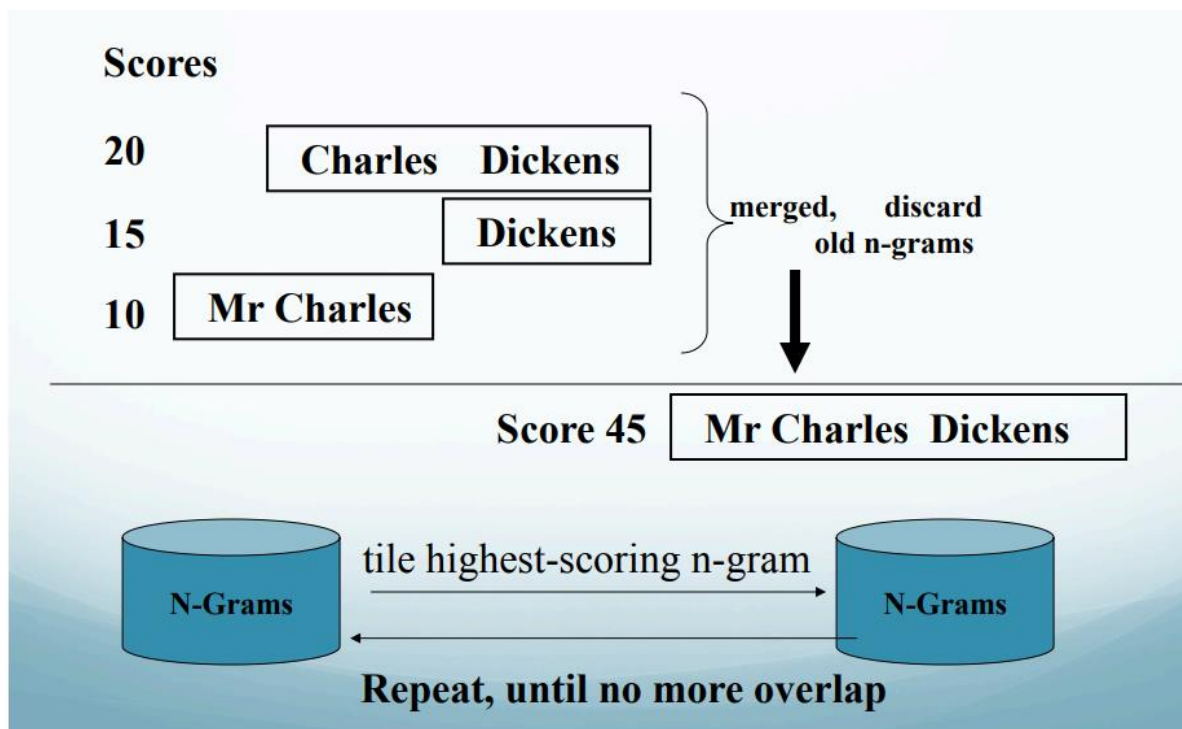 Scores
20 Charles Dickens
15 Dickens
10 Mr Charles
merged, discard
old n-grams
Score 45 Mr Charles Dickens
tile highest-scoring n-gram
N-Grams N-Grams
Repeat, until no more overlap